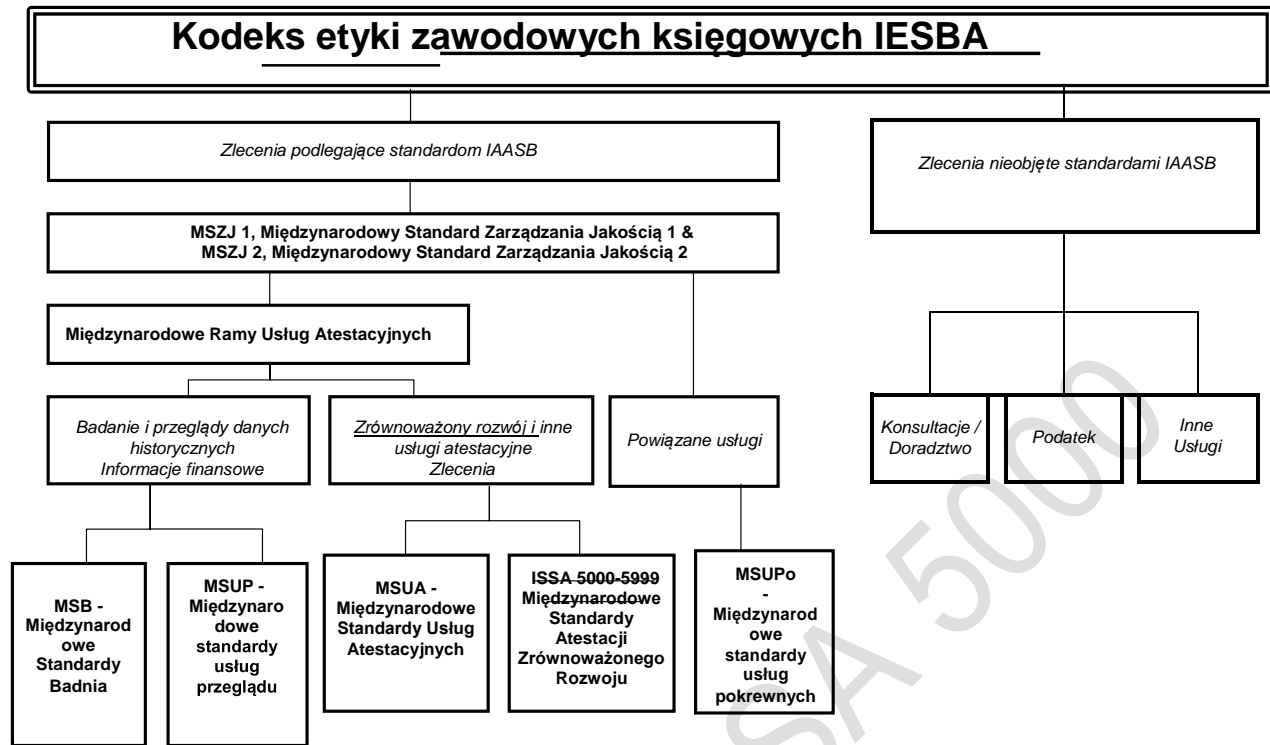 Kodeks etyki zawodowych księgowych IESBA
Zlecenia podlegające standardom IAASB
Zlecenia nieobjęte standardami IAASB
MSZJ 1, Międzynarodowy Standard Zarządzania Jakością 1 &
MSZJ 2, Międzynarodowy Standard Zarządzania Jakością 2
Międzynarodowe Ramy Usług Atestacyjnych
Badanie i przeglądy danych
historycznych
Informacje finansowe
Zrównoważony rozwój i inne
usługi atestacyjne
Zlecenia
Powiązane usługi
Konsultacje /
Doradztwo
Podatek
Inne
Usługi
MSB -
Międzynarod
owe
Standardy
Badnia
MSUP -
Międzynaro
dowe
standardy
usług
przeglądu
MSUA -
Międzynarodowe
Standardy Usług
Atestacyjnych
ISSA 5000-5999
Międzynarodowe
Standardy
Atestacji
Zrównoważonego
Rozwoju
MSUPo
-
Międzynarod
owe
standardy
usług
pokrewnych
SA 5000